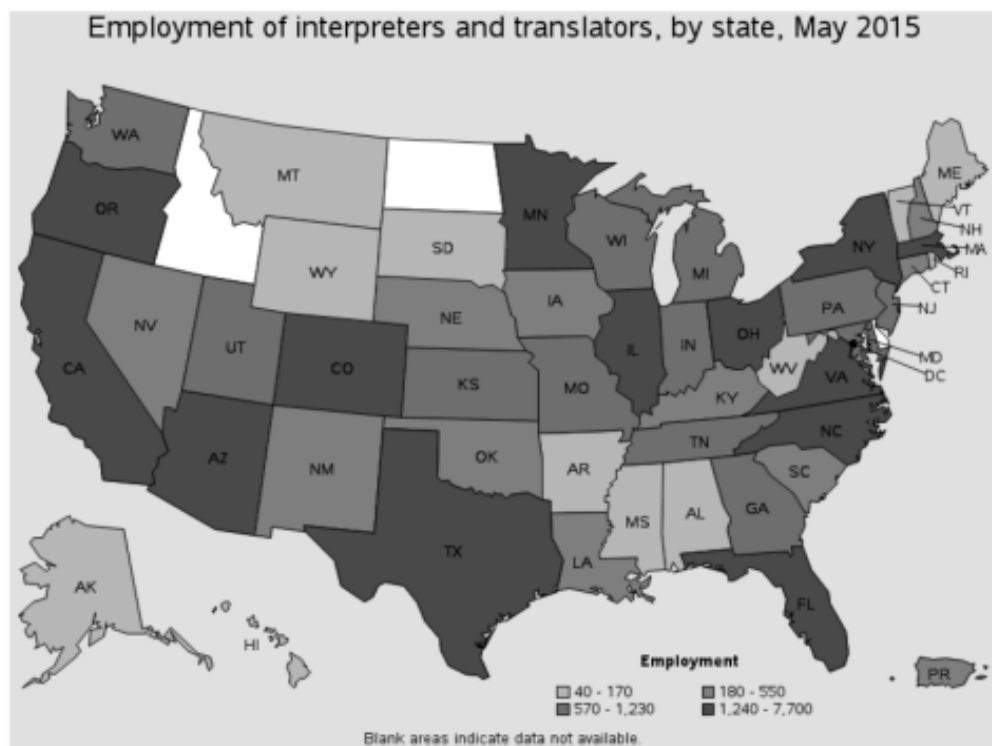 Employment of interpreters and translators, by state, May 2015
WA
MT
ME
VT
OR
MN
NH
SD
WI
NY
MA
WY
MI
RI
CT
IA
PA
NJ
NE
NV
OH
UT
IL
IN
MD
CA
CO
WV
DC
KS
MO
VA
KY
NC
TN
AZ
OK
NM
AR
SC
MS
AL
GA
TX
LA
AK
FL
HI
PR
Employment
40 - 170
180 - 550
570 - 1,230
1,240 - 7,700
Blank areas indicate data not available.